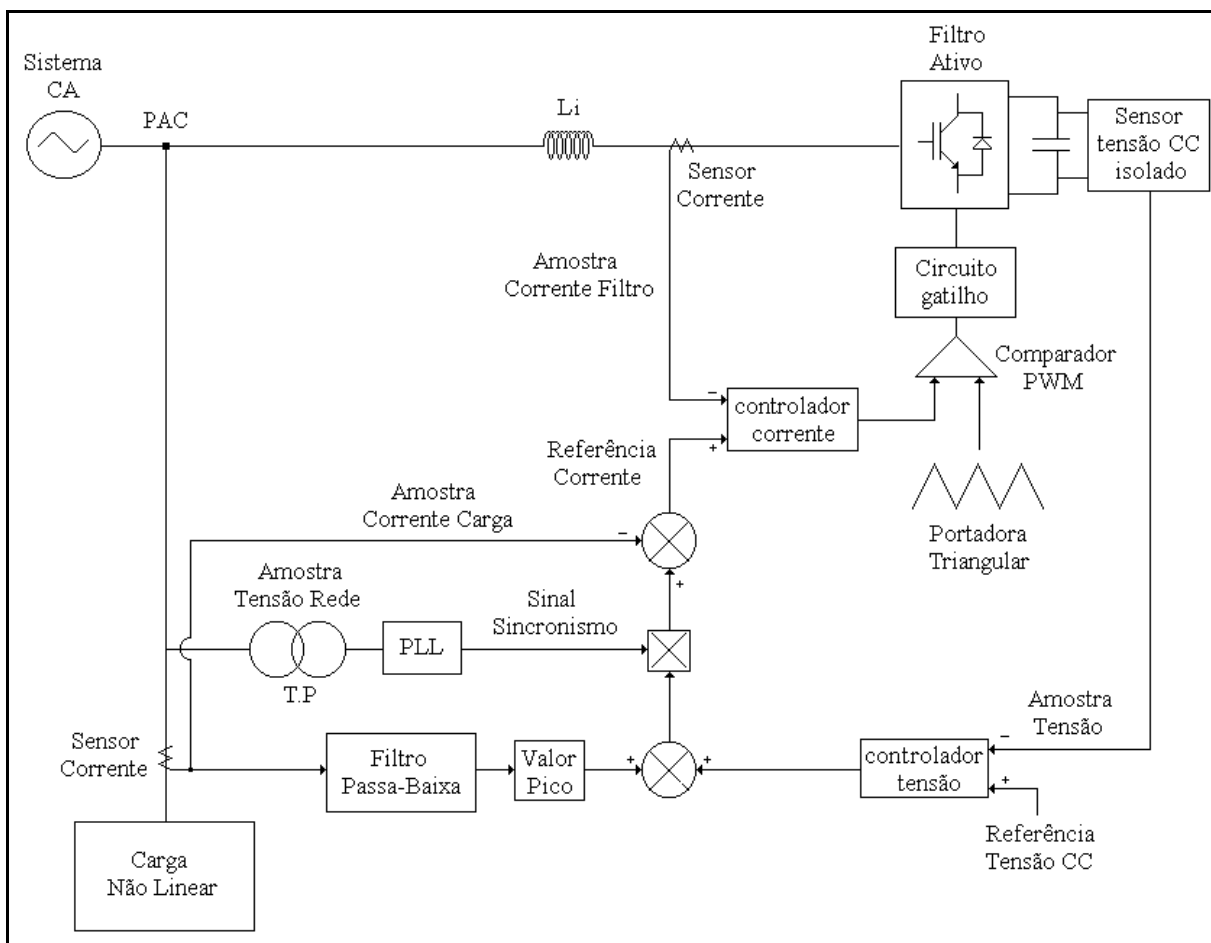 Filtro
Ativo
Sistema
CA
PAC
Li
Sensor
tensão CC
isolado
Sensor
Corrente
Amostra
Corrente Filtro
Circuito
gatilho
Comparador
PWM
controlador
corrente
Referência
Corrente
Amostra
Corrente Carga
Portadora
Triangular
Amostra
Tensão Rede
Sinal
Sincronismo
PLL
T.P
Amostra
Tensão
Sensor
Corrente
Filtro
Passa-Baixa
Valor
Pico
controlador
tensão
Referência
Tensão CC
Carga
Não Linear